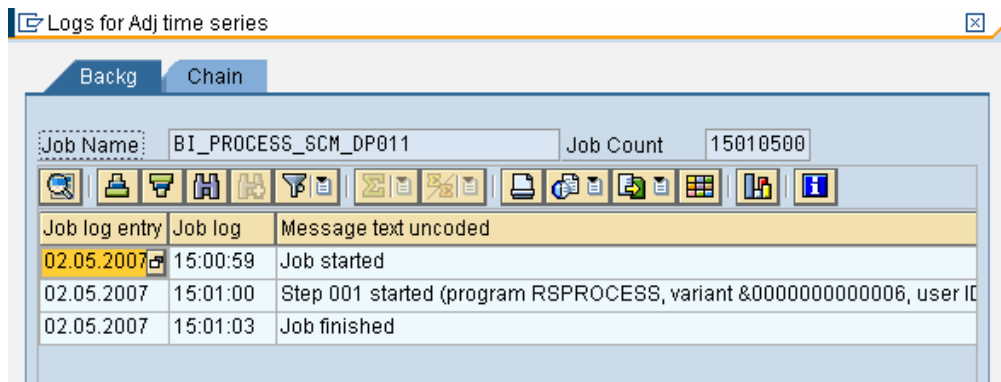 Logs for Adj time series
Backg Chain
Job Name BI_PROCESS_SCM_DP011 Job Count 15010500
Job log entry Job log Message text uncoded
02.05.2007 15:00:59 Job started
02.05.2007 15:01:00 Step 001 started (program RSPROCESS, variant &0000000000006, user ID
02.05.2007 15:01:03 Job finished